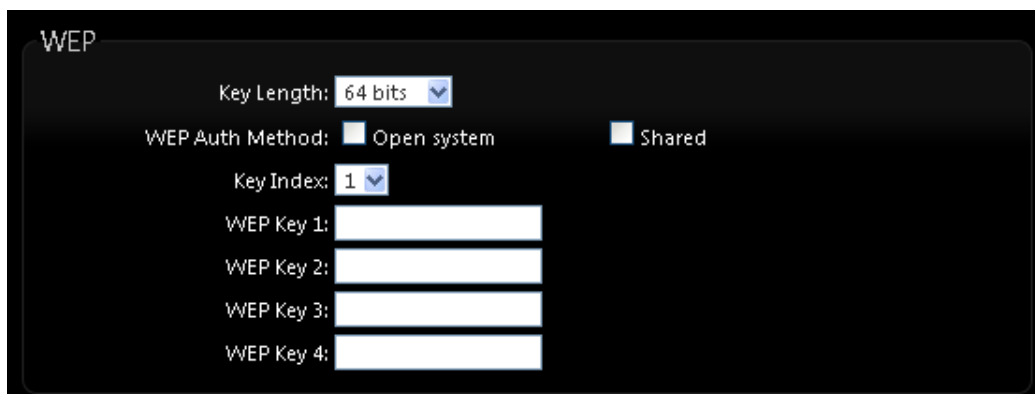 WEP
Key Length: 64 bits
WEP Auth Method: Open system Shared
Key Index: 1
WEP Key 1:
WEP Key 2:
WEP Key 3:
WEP Key 4: